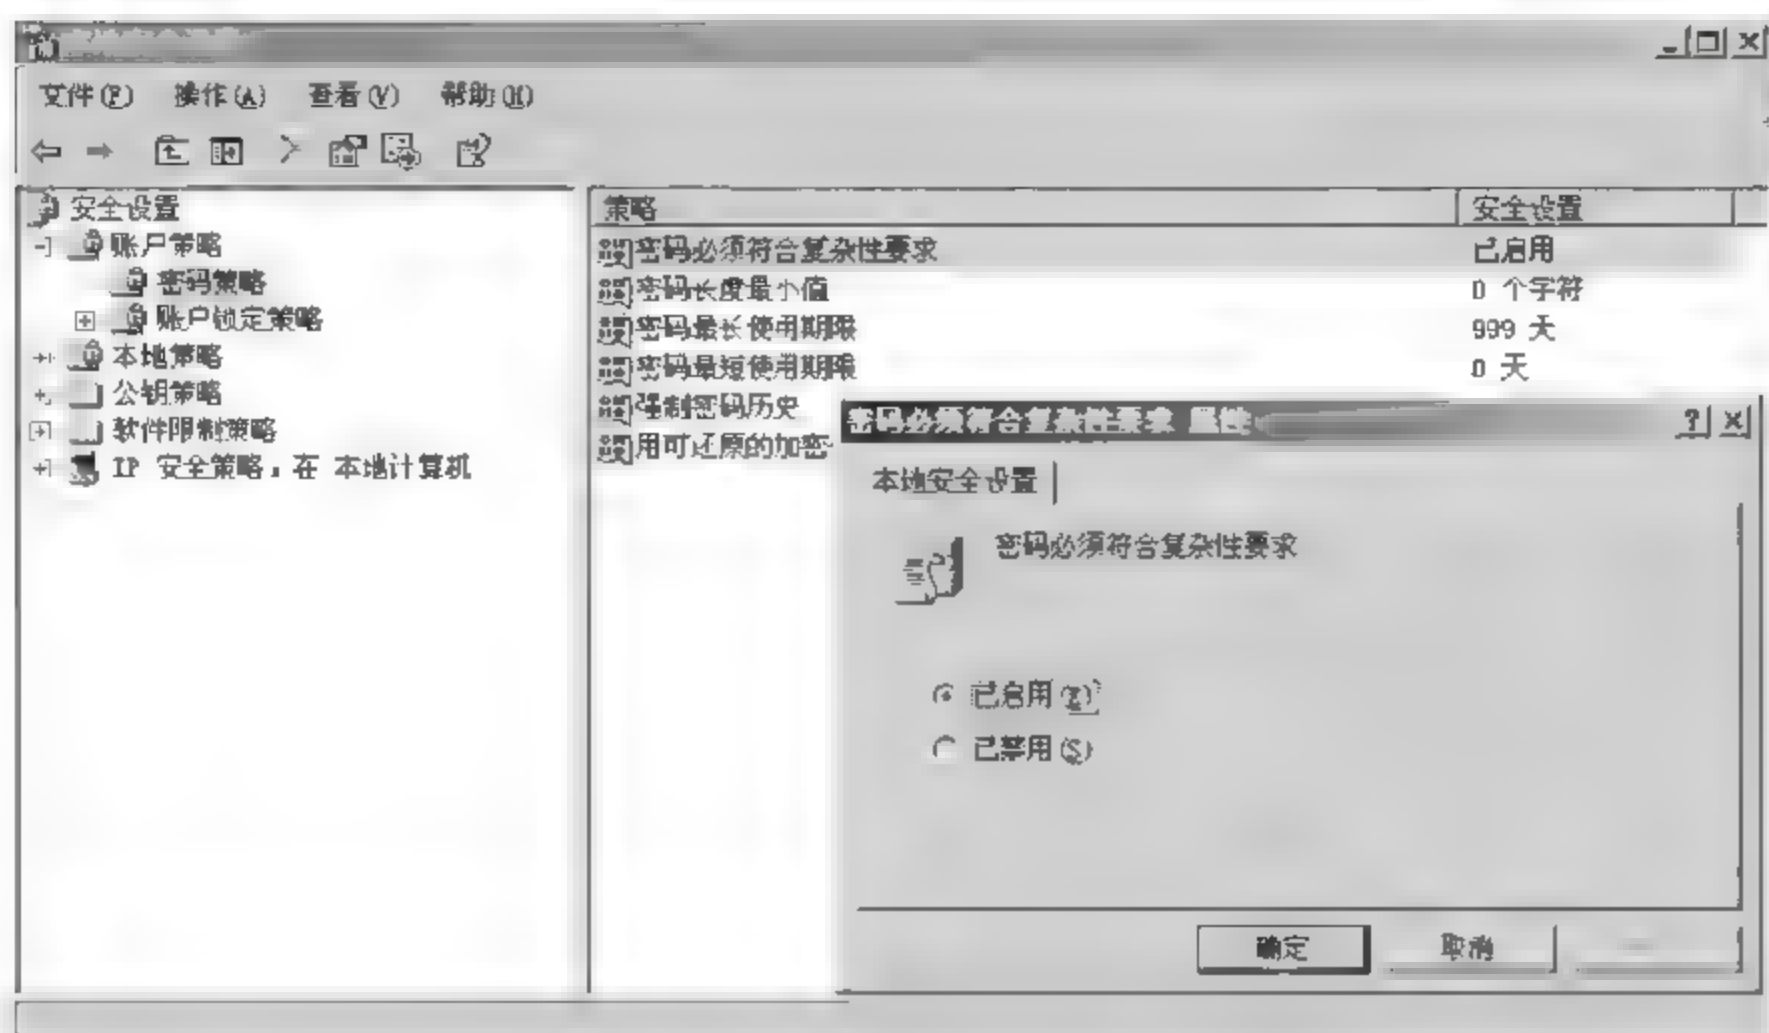 文件(F) 操作(A) 查看(V) 帮助(H)
安全设置
账户策略
密码策略
账户锁定策略
本地策略
公钥策略
软件限制策略
IP 安全策略，在 本地计算机
策略 安全设置
密码必须符合复杂性要求 已启用
密码长度最小值 0 个字符
密码最长使用期限 999 天
密码最短使用期限 0 天
强制密码历史
用可还原的加密
密码必须符合复杂性要求 属性
本地安全设置
密码必须符合复杂性要求
已启用(E)
已禁用(S)
确定 取消